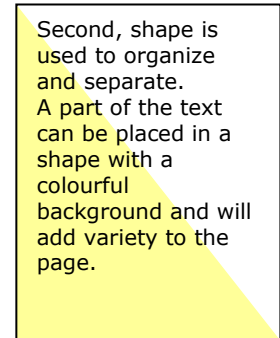 Second, shape is
used to organize
and separate.
A part of the text
can be placed in a
shape with a
colourful
background and will
add variety to the
page.